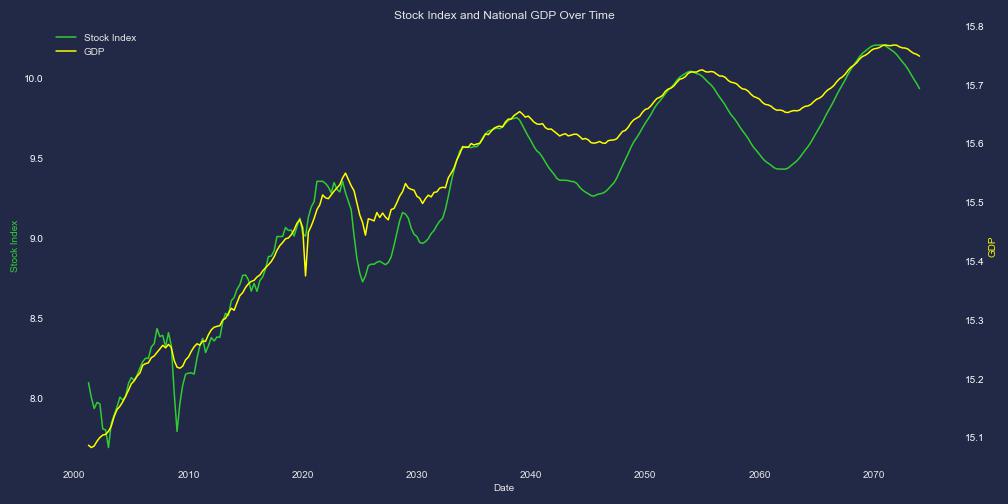 Stock Index and National GDP Over Time
Stock Index
GDP
15.8
10.0
15.7
15.6
9.5
15.5
9.0
Stock Index
GDP
15.4
8.5
15.3
15.2
8.0
15.1
2000 2010 2020 2030 2040 2050 2060 2070
Date